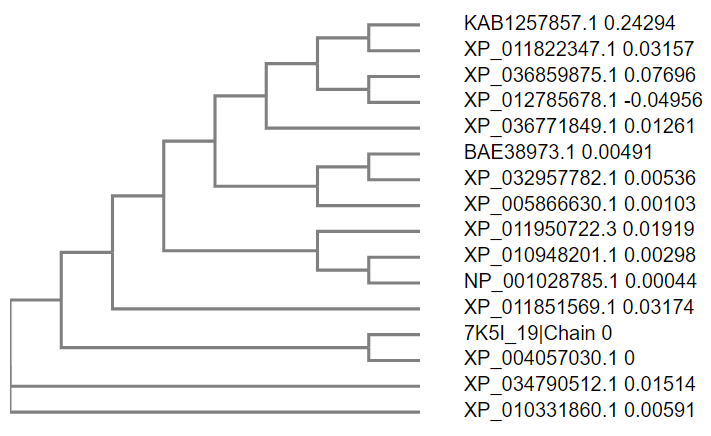 KAB1257857.1 0.24294
XP_011822347.1 0.03157
XP_036859875.1 0.07696
XP_012785678.1 -0.04956
XP_036771849.1 0.01261
BAE38973.1 0.00491
XP_032957782.1 0.00536
XP_005866630.1 0.00103
XP_011950722.3 0.01919
XP_010948201.1 0.00298
NP_001028785.1 0.00044
XP_011851569.1 0.03174
7K5I_19|Chain 0
XP_004057030.1 0
XP_034790512.1 0.01514
XP_010331860.1 0.00591